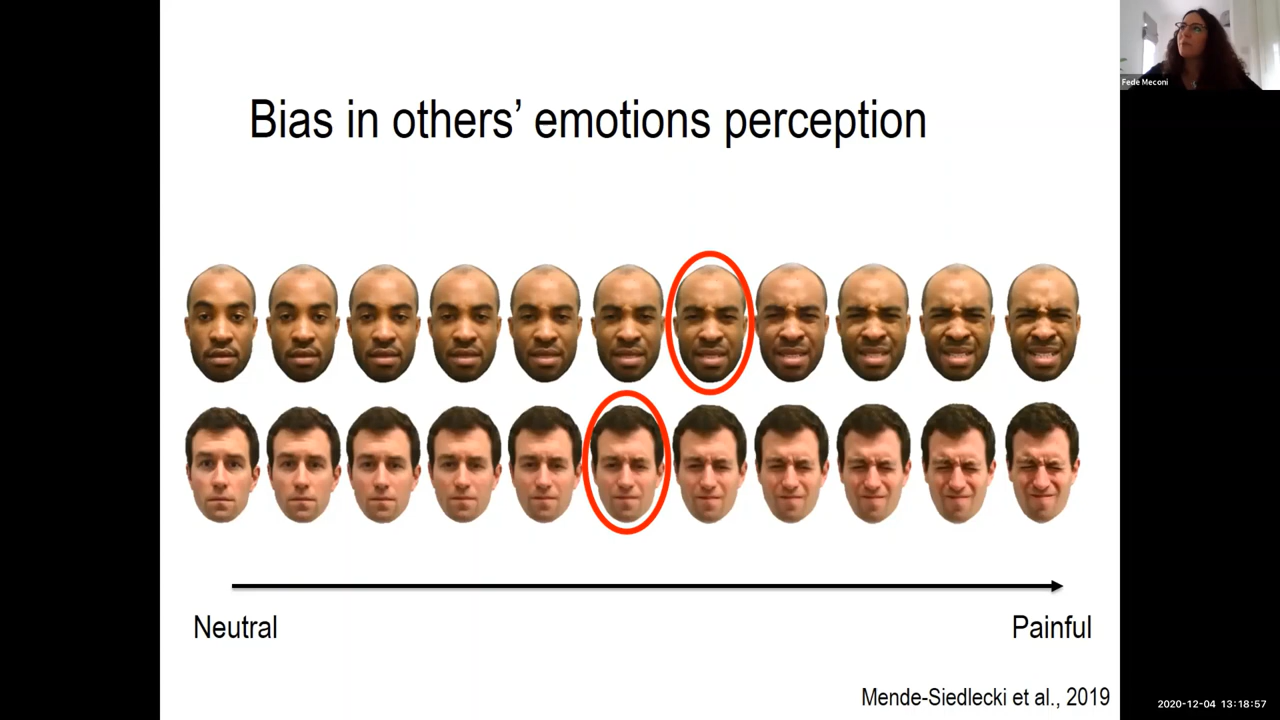 Bias in others’ emotions perception
Fede Meconi
Neutral
Painful
Mende-Siedlecki et al., 2019
2020-12-04 13:18:57